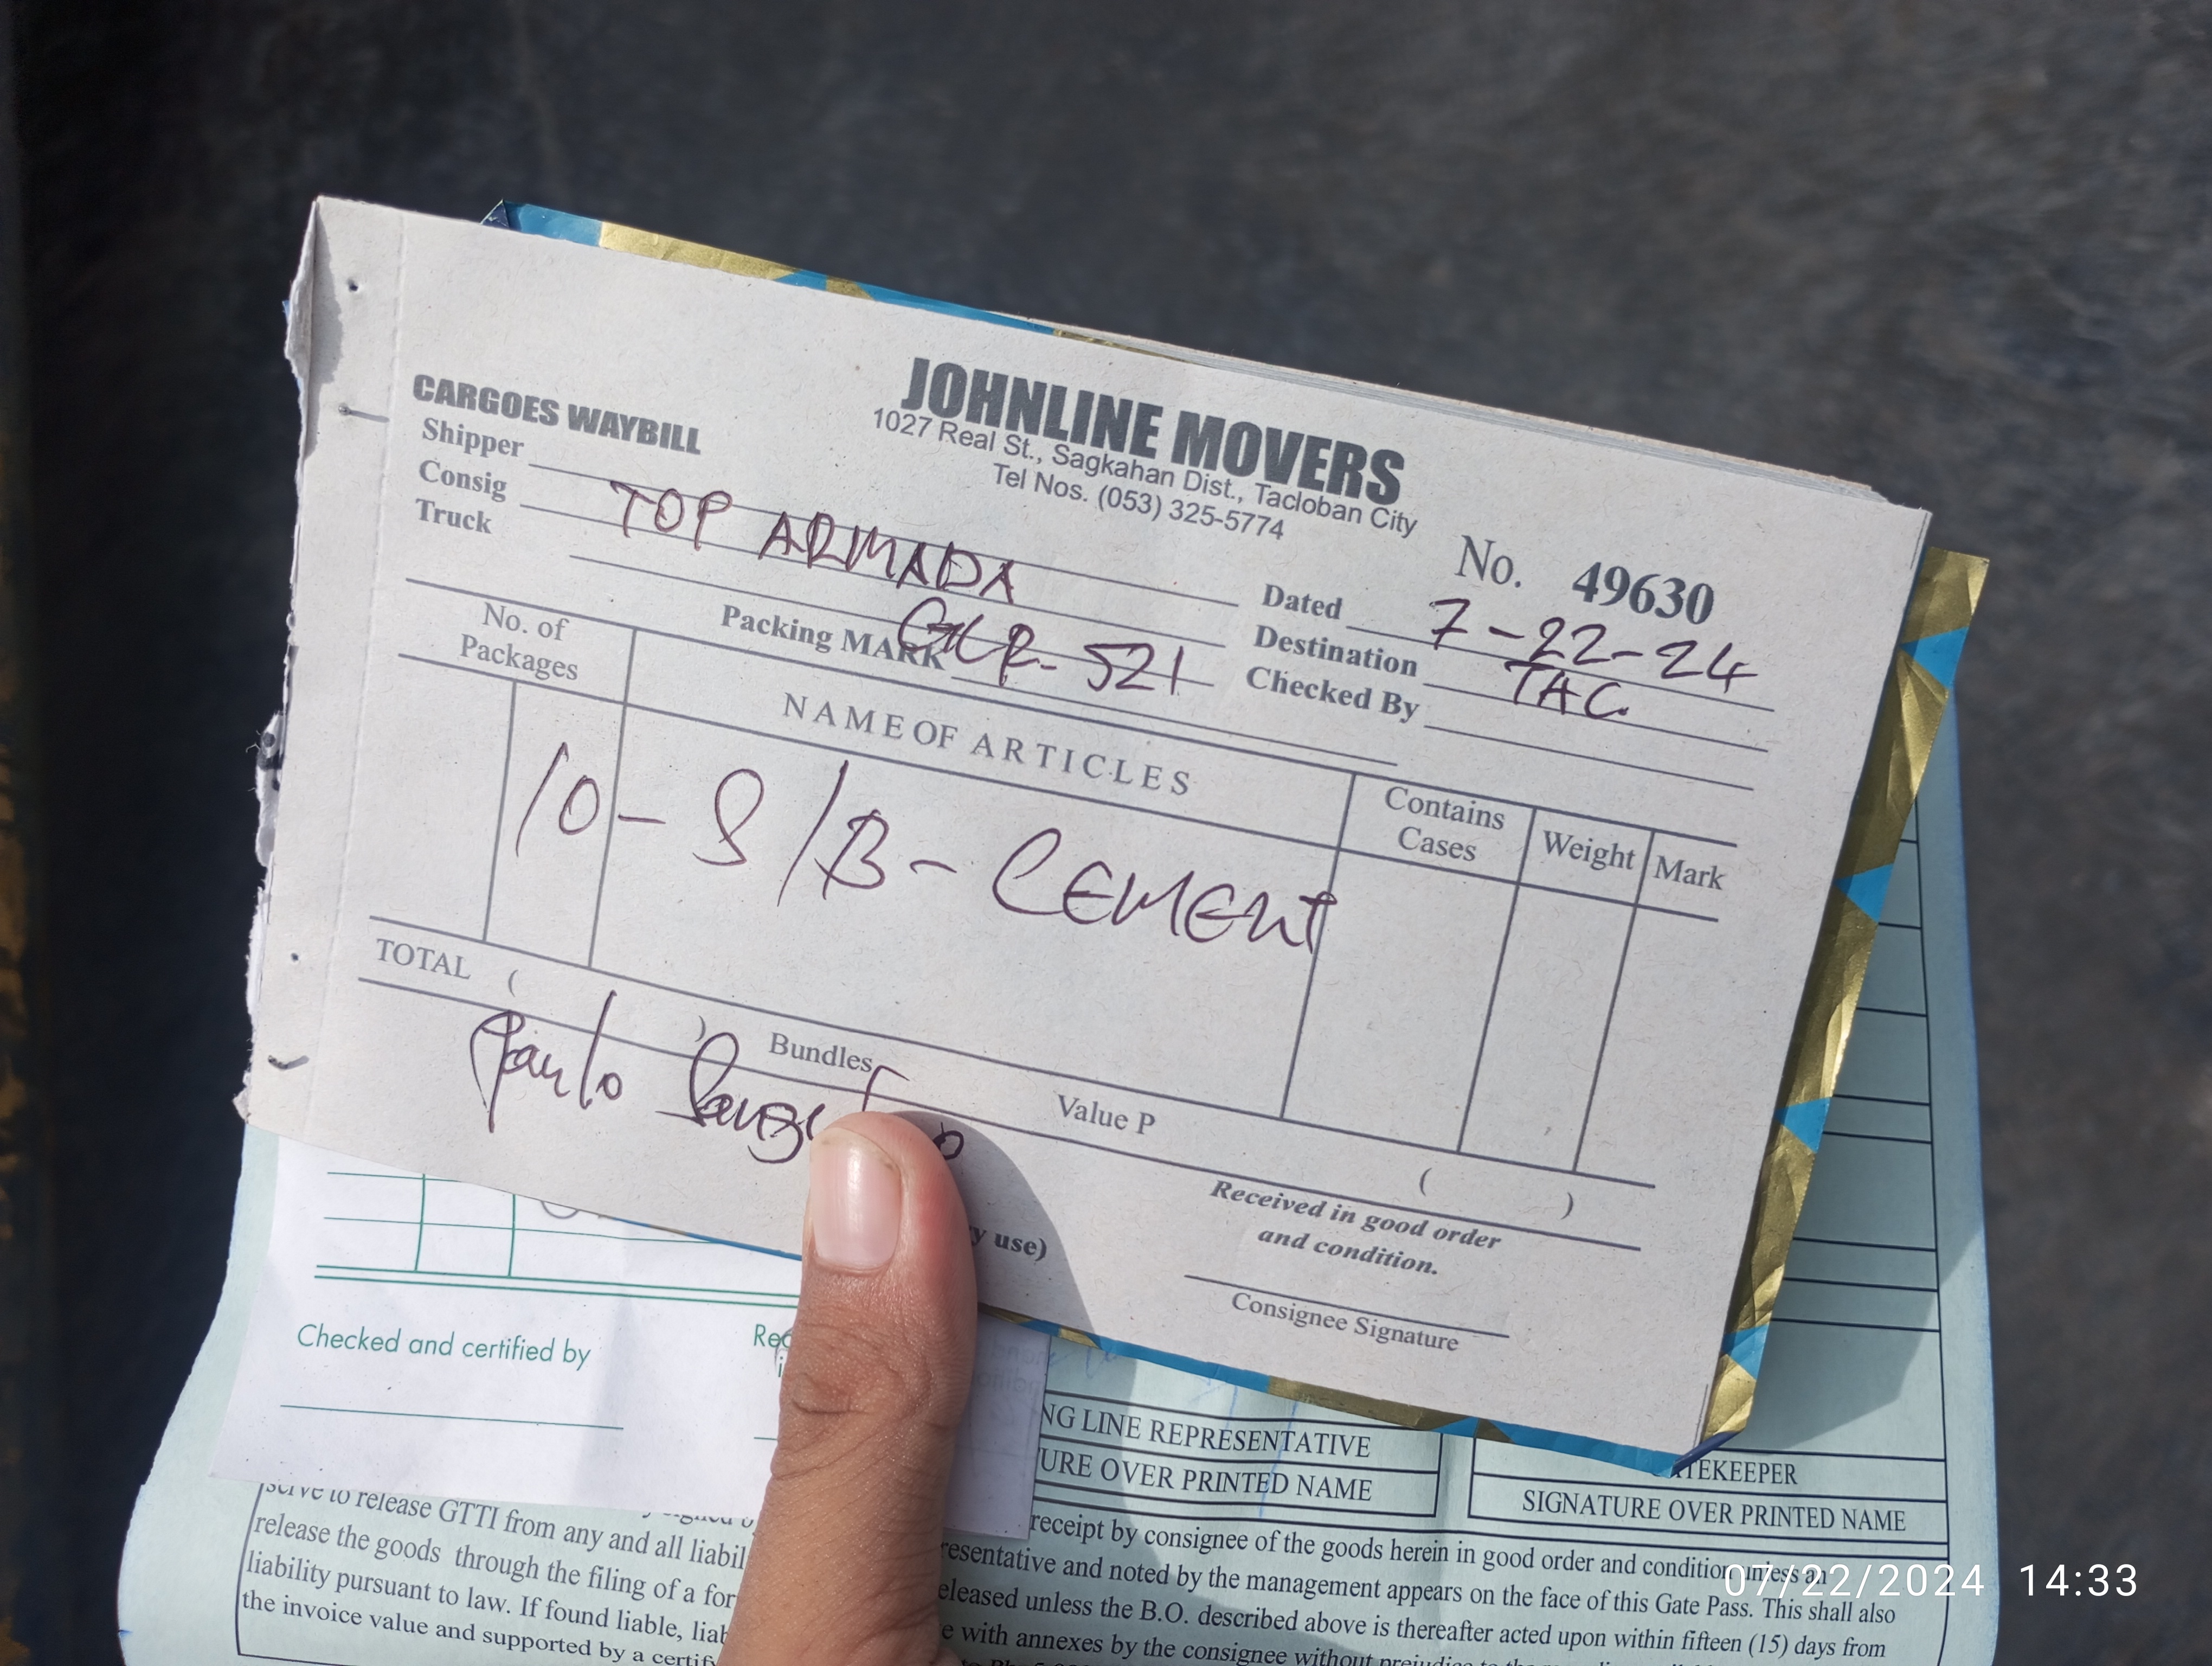 JOHNLINE MOVERS
1027 Real St., Sagkahan Dist., Tacloban City
Tel Nos. (053) 325-5774
CARGOES WAYBILL
No. 49630
Shipper
Consig TOP ARMADA
Truck GLR-521
Dated 7-22-24
Destination TAC.
Checked By
Packing MARK
No. of Packages
NAME OF ARTICLES
Contains Cases
Weight
Mark
10 - S/B - CEMENT
TOTAL ( ) Bundles Value P ( )
y use)
Received in good order
and condition.
Consignee Signature
Checked and certified by
NG LINE REPRESENTATIVE
URE OVER PRINTED NAME
TEKEEPER
SIGNATURE OVER PRINTED NAME
serve to release GTTI from any and all liabil
receipt by consignee of the goods herein in good order and condition unless an
release the goods through the filing of a for
resentative and noted by the management appears on the face of this Gate Pass. This shall also
liability pursuant to law. If found liable, liab
eleased unless the B.O. described above is thereafter acted upon within fifteen (15) days from
the invoice value and supported by a certif
e with annexes by the consignee without
07/22/2024 14:33